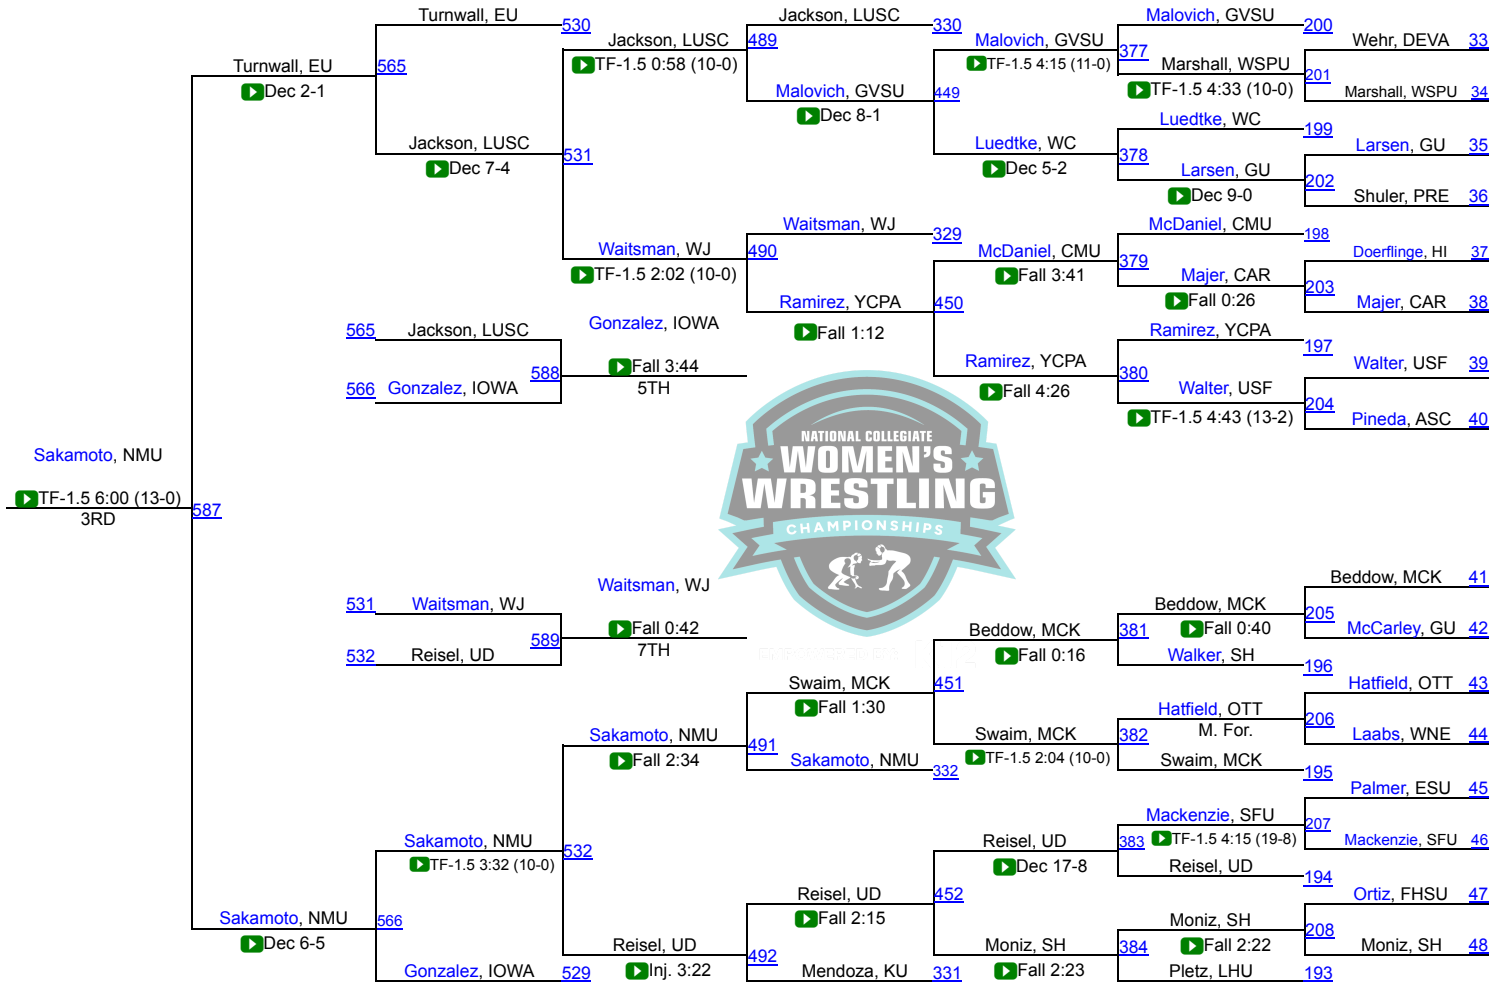 Turnwall, EU
530
Jackson, LUSC
330
Malovich, GVSU
200
Jackson, LUSC
489
Malovich, GVSU
377
Wehr, DEVA
33
Turnwall, EU
565
TF-1.5 0:58 (10-0)
TF-1.5 4:15 (11-0)
Marshall, WSPU
201
Dec 2-1
Malovich, GVSU
449
TF-1.5 4:33 (10-0)
Marshall, WSPU
34
Dec 8-1
Luedtke, WC
199
Jackson, LUSC
531
Luedtke, WC
378
Larsen, GU
35
Dec 7-4
Dec 5-2
Larsen, GU
202
Dec 9-0
Shuler, PRE
36
Waitsman, WJ
329
McDaniel, CMU
198
Waitsman, WJ
490
McDaniel, CMU
379
Doerflinge, HI
37
TF-1.5 2:02 (10-0)
Fall 3:41
Majer, CAR
203
Ramirez, YCPA
450
Fall 0:26
Majer, CAR
38
565
Jackson, LUSC
Gonzalez, IOWA
Fall 1:12
Ramirez, YCPA
197
588
Fall 3:44
Ramirez, YCPA
380
Walter, USF
39
566
Gonzalez, IOWA
5TH
Fall 4:26
Walter, USF
204
TF-1.5 4:43 (13-2)
Pineda, ASC
40
NATIONAL COLLEGIATE
WOMEN'S
WRESTLING
CHAMPIONSHIPS
Sakamoto, NMU
TF-1.5 6:00 (13-0)
587
3RD
Waitsman, WJ
Beddow, MCK
41
531
Waitsman, WJ
Beddow, MCK
205
589
Fall 0:42
Beddow, MCK
381
Fall 0:40
McCarley, GU
42
532
Reisel, UD
7TH
Fall 0:16
Walker, SH
196
Swaim, MCK
451
Hatfield, OTT
43
Fall 1:30
Hatfield, OTT
206
Sakamoto, NMU
491
Swaim, MCK
382
M. For.
Laabs, WNE
44
Fall 2:34
Sakamoto, NMU
332
TF-1.5 2:04 (10-0)
Swaim, MCK
195
Palmer, ESU
45
Mackenzie, SFU
207
Sakamoto, NMU
532
Reisel, UD
383
TF-1.5 4:15 (19-8)
Mackenzie, SFU
46
TF-1.5 3:32 (10-0)
Dec 17-8
Reisel, UD
194
Reisel, UD
452
Ortiz, FHSU
47
Sakamoto, NMU
566
Fall 2:15
Moniz, SH
208
Dec 6-5
Reisel, UD
492
Moniz, SH
384
Fall 2:22
Moniz, SH
48
Gonzalez, IOWA
529
Inj. 3:22
Mendoza, KU
331
Fall 2:23
Pletz, LHU
193